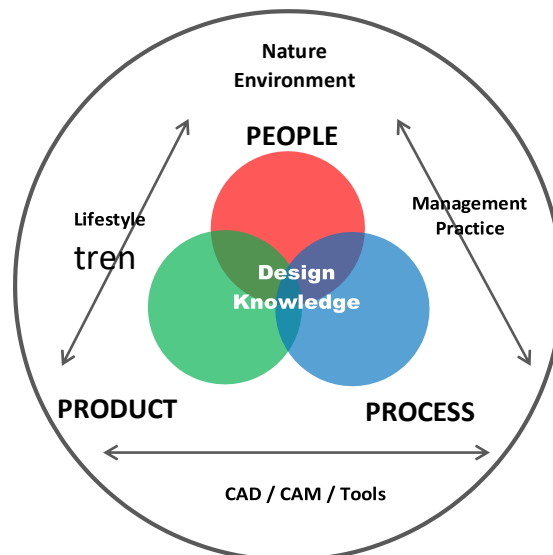 Nature
Environment
PEOPLE
Lifestyle
tren
Management
Practice
Design
Knowledge
PRODUCT
PROCESS
CAD / CAM / Tools